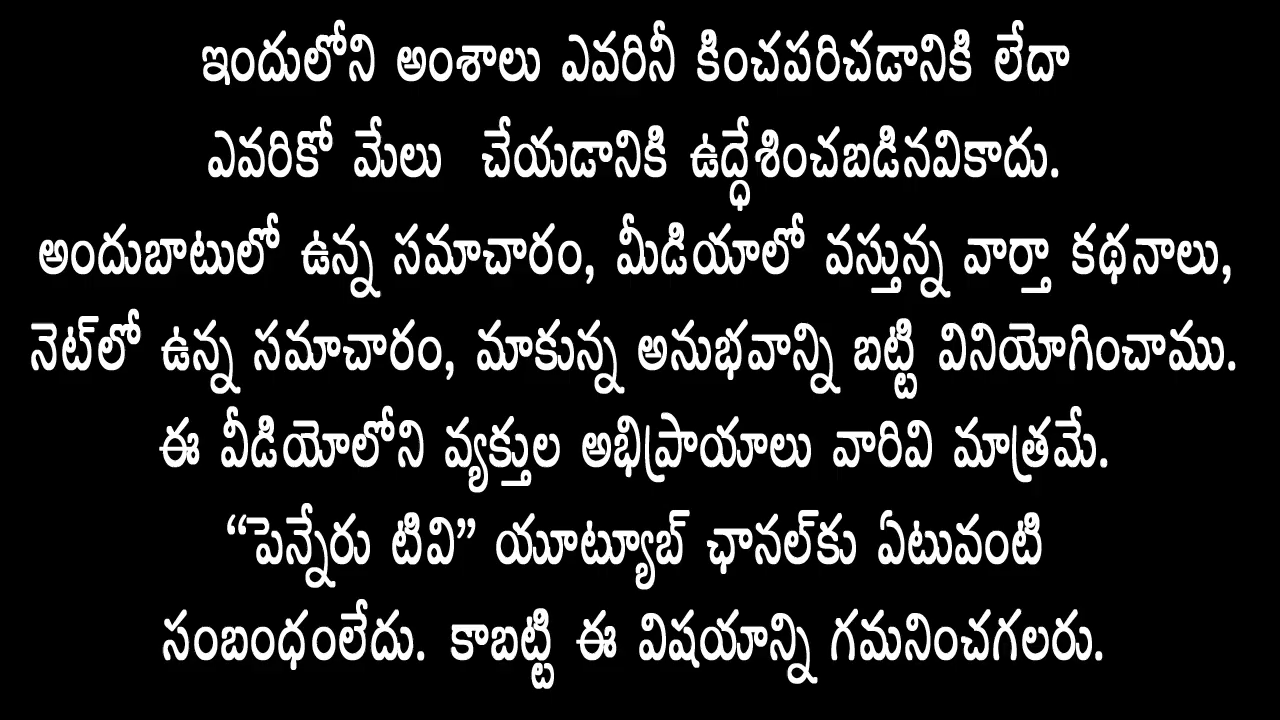 ఇందులోని అంశాలు ఎవరినీ కించపరిచడానికి లేదా
ఎవరికో మేలు చేయడానికి ఉద్ధేశించబడినవికాదు.
అందుబాటులో ఉన్న సమాచారం, మీడియాలో వస్తున్న వార్తా కథనాలు,
నెట్‌లో ఉన్న సమాచారం, మాకున్న అనుభవాన్ని బట్టి వినియోగించాము.
ఈ వీడియోలోని వ్యక్తుల అభిప్రాయాలు వారివి మాత్రమే.
“పెన్నేరు టివి” యూట్యూబ్ ఛానల్‌కు ఏటువంటి
సంబంధంలేదు. కాబట్టి ఈ విషయాన్ని గమనించగలరు.